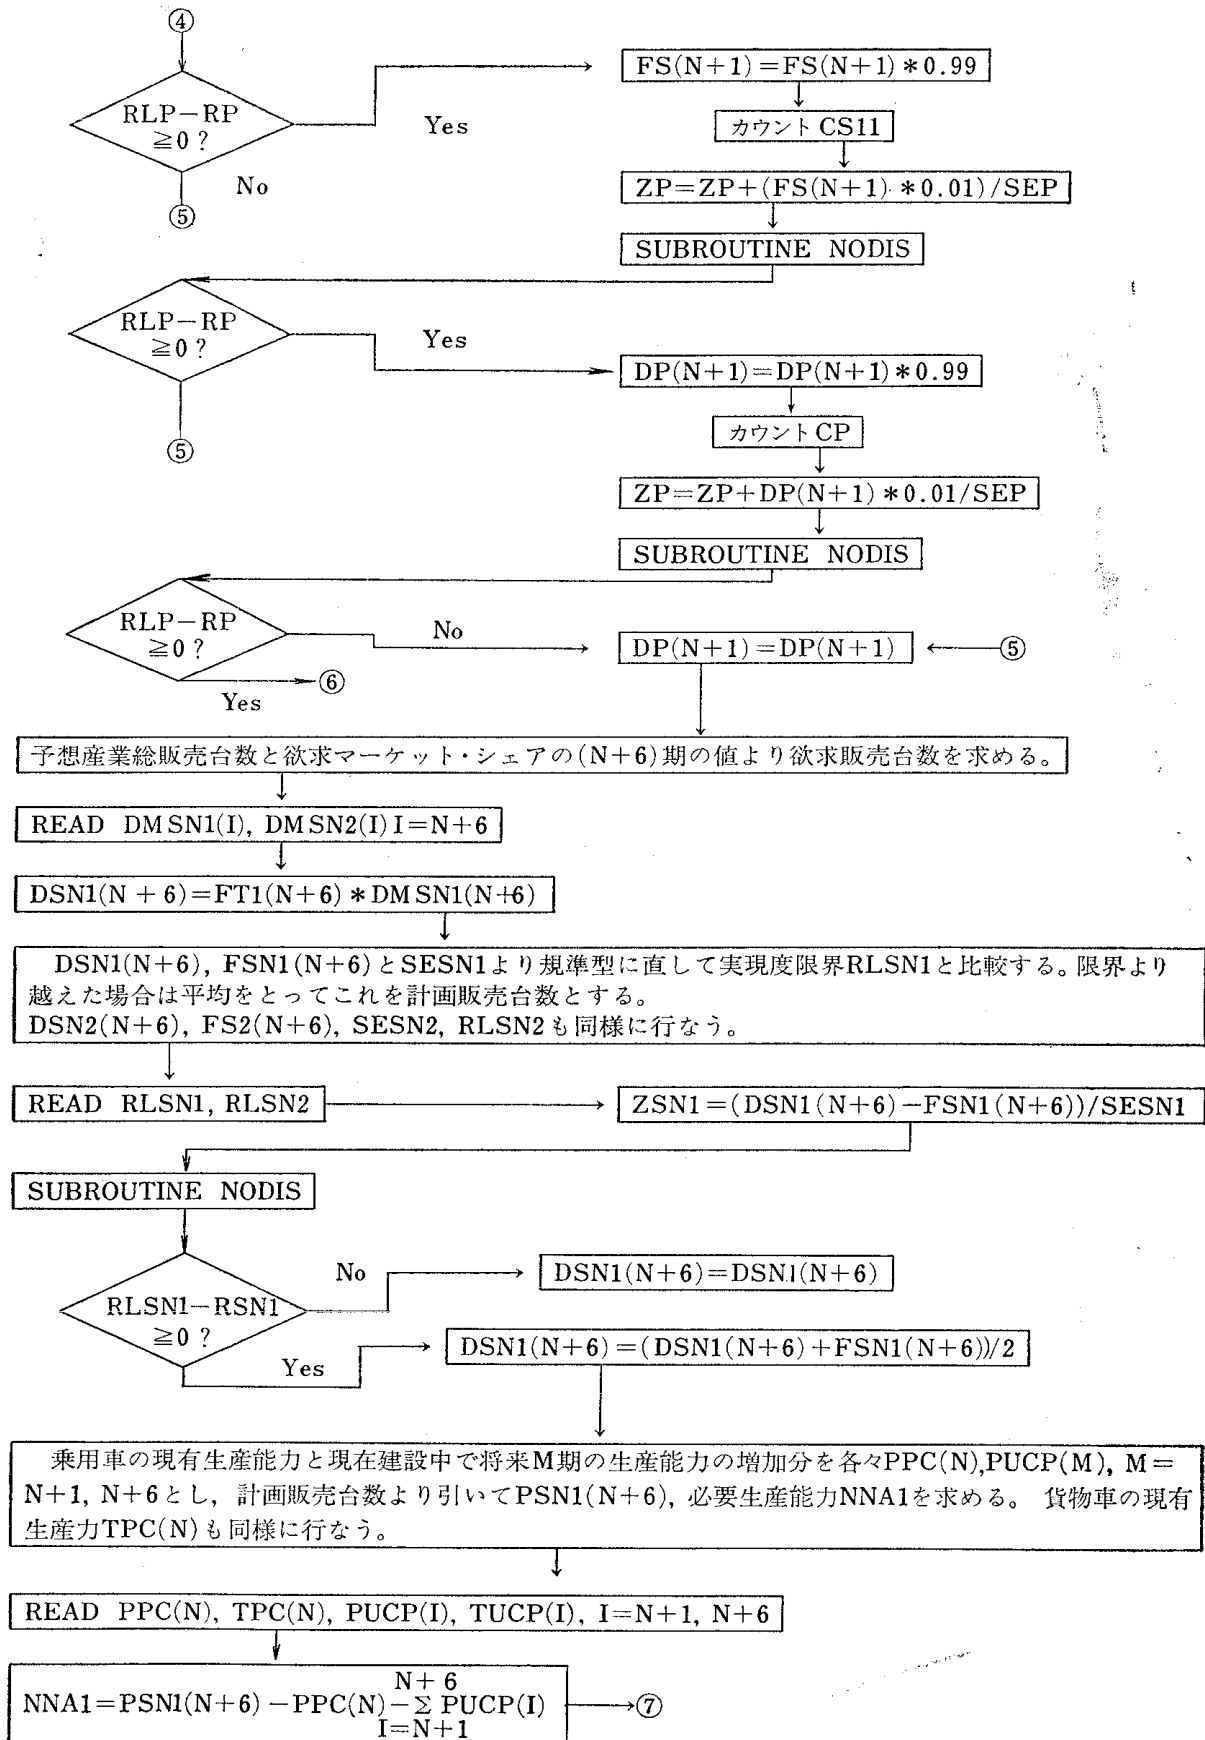 ④
RLP−RP
≧0？
Yes
No
⑤
FS(N+1)=FS(N+1)*0.99
カウント CS11
ZP=ZP+(FS(N+1)*0.01)/SEP
SUBROUTINE NODIS
RLP−RP
≧0？
Yes
⑤
DP(N+1)=DP(N+1)*0.99
カウント CP
ZP=ZP+DP(N+1)*0.01/SEP
SUBROUTINE NODIS
RLP−RP
≧0？
No
Yes
⑥
DP(N+1)=DP(N+1)
⑤
予想産業総販売台数と欲求マーケット・シェアの(N+6)期の値より欲求販売台数を求める。
READ DMSN1(I), DMSN2(I) I=N+6
DSN1(N+6)=FT1(N+6)*DMSN1(N+6)
DSN1(N+6), FSN1(N+6)とSESN1より規準型に直して実現度限界RLSN1と比較する。限界より
越えた場合は平均をとってこれを計画販売台数とする。
DSN2(N+6), FS2(N+6), SESN2, RLSN2も同様に行なう。
READ RLSN1, RLSN2
ZSN1=(DSN1(N+6)−FSN1(N+6))/SESN1
SUBROUTINE NODIS
RLSN1−RSN1
≧0？
No
Yes
DSN1(N+6)=DSN1(N+6)
DSN1(N+6)=(DSN1(N+6)+FSN1(N+6))/2
乗用車の現有生産能力と現在建設中で将来M期の生産能力の増加分を各々PPC(N),PUCP(M), M=
N+1, N+6とし, 計画販売台数より引いてPSN1(N+6), 必要生産能力NNA1を求める。 貨物車の現有
生産力TPC(N)も同様に行なう。
READ PPC(N), TPC(N), PUCP(I), TUCP(I), I=N+1, N+6
N+6
NNA1=PSN1(N+6)−PPC(N)−Σ PUCP(I)
I=N+1
⑦